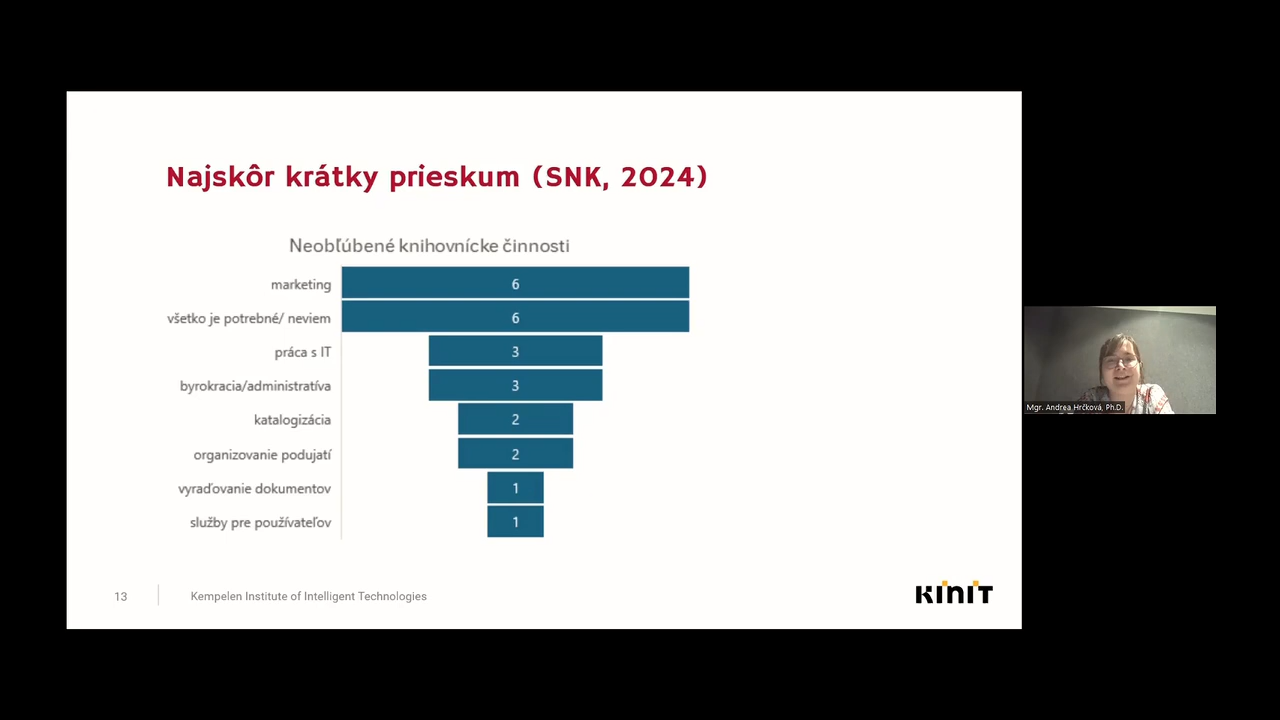 Najskôr krátky prieskum (SNK, 2024)
Neobľúbené knihovnícke činnosti
marketing 6
všetko je potrebné/ neviem 6
práca s IT 3
byrokracia/administratíva 3
katalogizácia 2
organizovanie podujatí 2
vyraďovanie dokumentov 1
služby pre používateľov 1
Mgr. Andrea Hrčková, Ph.D.
13 Kempelen Institute of Intelligent Technologies
KINIT